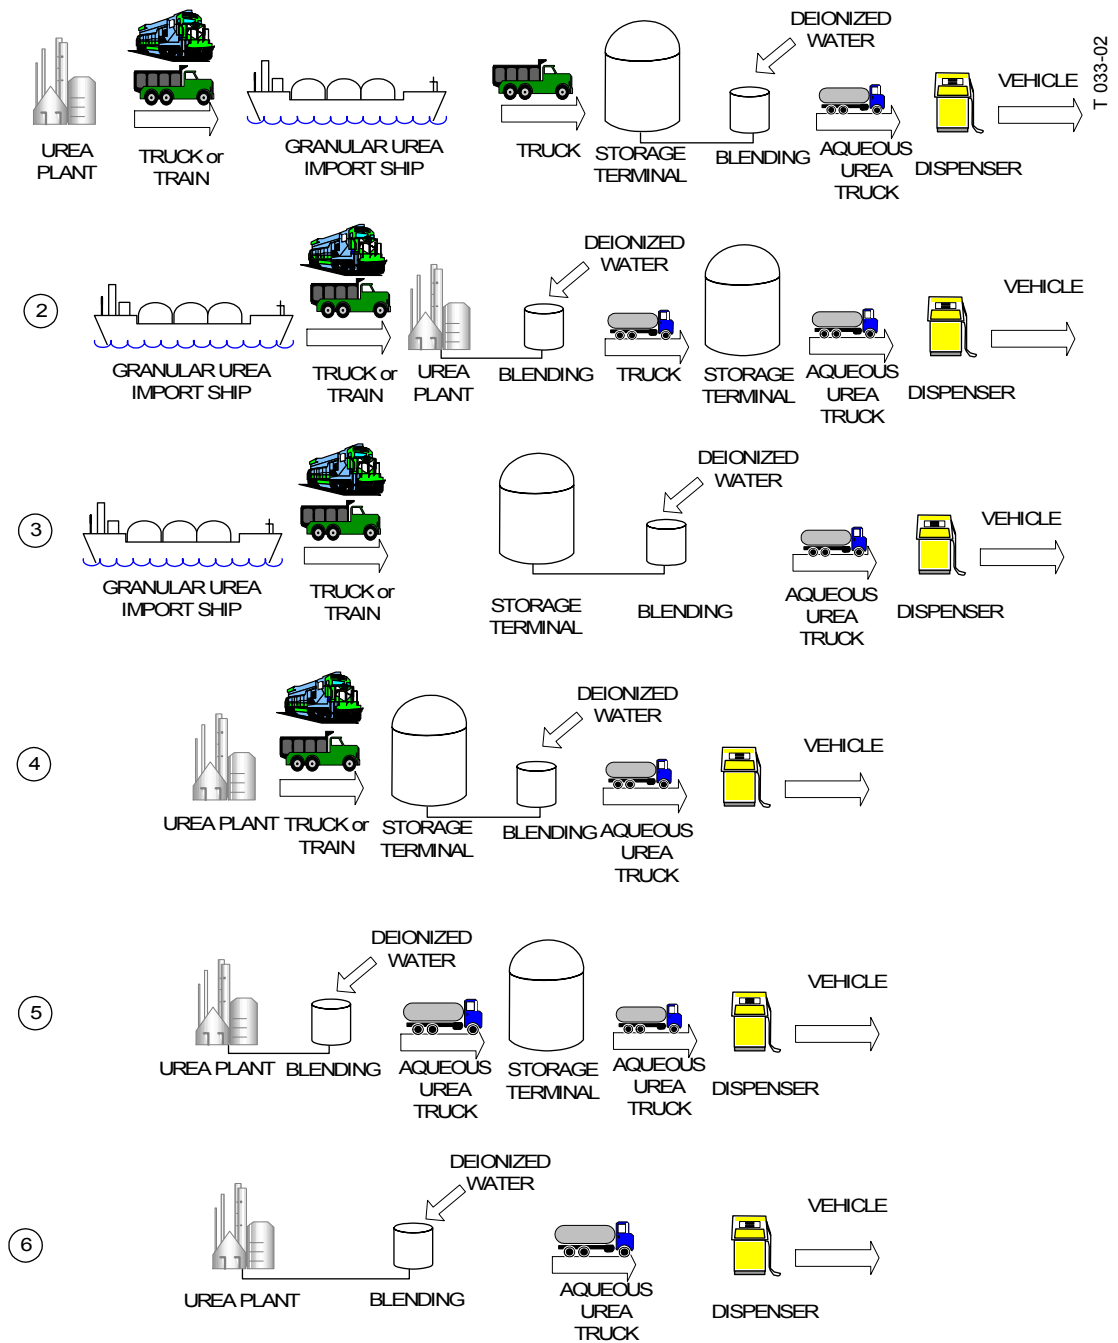 DEIONIZED
WATER
T 033-02
VEHICLE
UREA
PLANT
TRUCK or
TRAIN
GRANULAR UREA
IMPORT SHIP
TRUCK
STORAGE
TERMINAL
BLENDING
AQUEOUS
UREA
TRUCK
DISPENSER
2
DEIONIZED
WATER
VEHICLE
GRANULAR UREA
IMPORT SHIP
TRUCK or
TRAIN
UREA
PLANT
BLENDING
TRUCK
STORAGE
TERMINAL
AQUEOUS
UREA
TRUCK
DISPENSER
3
DEIONIZED
WATER
VEHICLE
GRANULAR UREA
IMPORT SHIP
TRUCK or
TRAIN
STORAGE
TERMINAL
BLENDING
AQUEOUS
UREA
TRUCK
DISPENSER
4
DEIONIZED
WATER
VEHICLE
UREA PLANT
TRUCK or
TRAIN
STORAGE
TERMINAL
BLENDING
AQUEOUS
UREA
TRUCK
5
DEIONIZED
WATER
VEHICLE
UREA PLANT
BLENDING
AQUEOUS
UREA
TRUCK
STORAGE
TERMINAL
AQUEOUS
UREA
TRUCK
DISPENSER
6
DEIONIZED
WATER
VEHICLE
UREA PLANT
BLENDING
AQUEOUS
UREA
TRUCK
DISPENSER